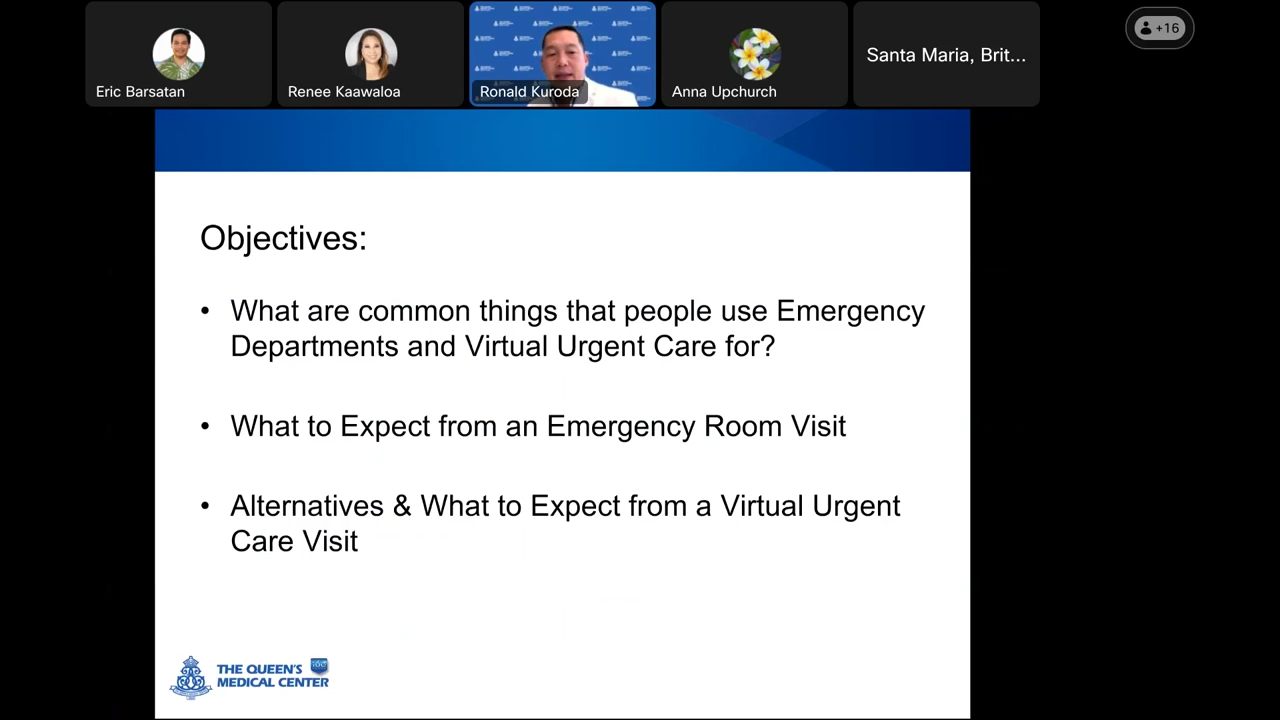 +16
Santa Maria, Brit...
Eric Barsatan
Renee Kaawaloa
Ronald Kuroda
Anna Upchurch
Objectives:
• What are common things that people use Emergency
Departments and Virtual Urgent Care for?
• What to Expect from an Emergency Room Visit
• Alternatives & What to Expect from a Virtual Urgent
Care Visit
THE QUEEN'S
MEDICAL CENTER